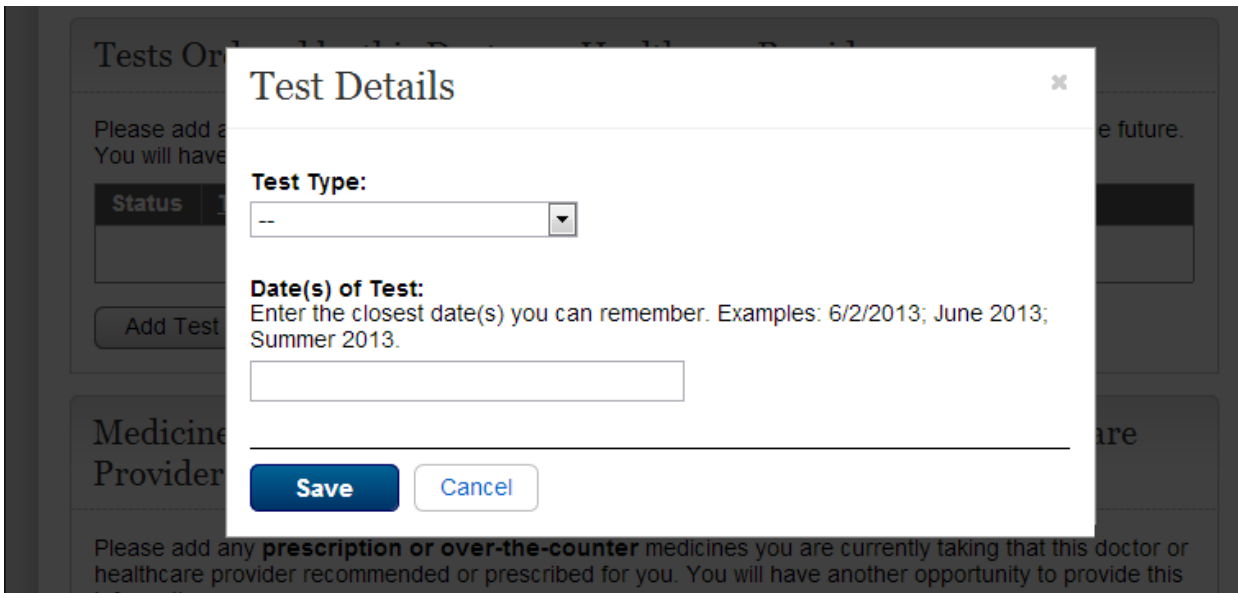 Tests Or
Test Details
Please add a
e future.
You will have
Test Type:
Status
--
Date(s) of Test:
Enter the closest date(s) you can remember. Examples: 6/2/2013; June 2013;
Summer 2013.
Add Test
Medicine
are
Provider
Save Cancel
Please add any prescription or over-the-counter medicines you are currently taking that this doctor or
healthcare provider recommended or prescribed for you. You will have another opportunity to provide this